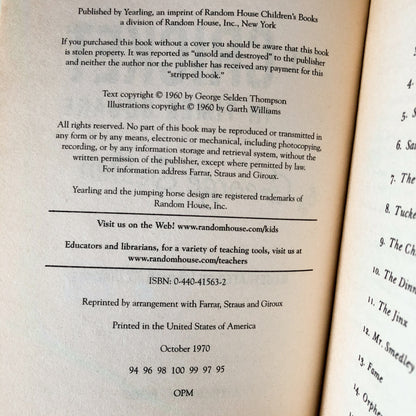 Published by Yearling, an imprint of Random House Children's Books
a division of Random House, Inc., New York
If you purchased this book without a cover you should be aware that this book
is stolen property. It was reported as "unsold and destroyed" to the publisher
and neither the author nor the publisher has received any payment for this
"stripped book."
Text copyright © 1960 by George Selden Thompson
Illustrations copyright © 1960 by Garth Williams
All rights reserved. No part of this book may be reproduced or transmitted in
any form or by any means, electronic or mechanical, including photocopying,
recording, or by any information storage and retrieval system, without the
written permission of the publisher, except where permitted by law.
For information address Farrar, Straus and Giroux.
Yearling and the jumping horse design are registered trademarks of
Random House, Inc.
Visit us on the Web! www.randomhouse.com/kids
Educators and librarians, for a variety of teaching tools, visit us at
www.randomhouse.com/teachers
ISBN: 0-440-41563-2
Reprinted by arrangement with Farrar, Straus and Giroux
Printed in the United States of America
October 1970
94 96 98 100 99 97 95
OPM
4.
5.
6.
7. The
8. Tucke
9. The Ch
10. The Dinn
11. The Jinx
12. Mr. Smedley
13. Fame
14.